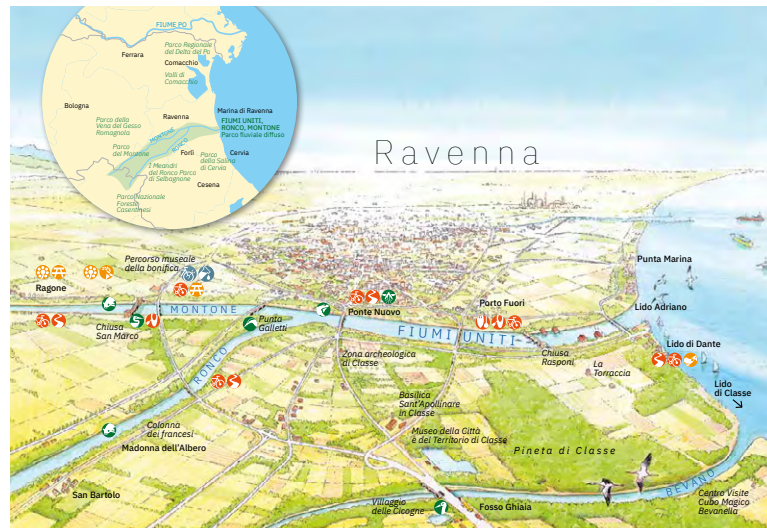 FIUME PO
Ferrara
Parco Regionale
del Delta del Po
Comacchio
Valli di
Comacchio
Bologna
Marina di Ravenna
Ravenna
FIUMI UNITI,
RONCO, MONTONE
Parco fluviale diffuso
Parco della
Vena del Gesso
Romagnola
MONTONE
RONCO
Parco
del Montone
Forlì
Parco
della Salina
di Cervia
Cervia
I Meandri
del Ronco Parco
di Selbagnone
Cesena
Parco Nazionale
Foreste
Casentinesi
Ravenna
Percorso museale
della bonifica
Ragone
Punta Marina
MONTONE
Ponte Nuovo
Porto Fuori
Lido Adriano
Chiusa
San Marco
Punta
Galletti
FIUMI UNITI
Lido di Dante
RONCO
Zona archeologica
di Classe
Chiusa
Rasponi
La
Torraccia
Lido
di Classe
Basilica
Sant'Apollinare
in Classe
Colonna
dei francesi
Madonna dell'Albero
Museo della Città
è del Territorio di Classe
Pineta di Classe
San Bartolo
BEVANO
Villaggio
delle Cicogne
Fosso Ghiaia
Centro Visite
Cubo Magico
Bevanella